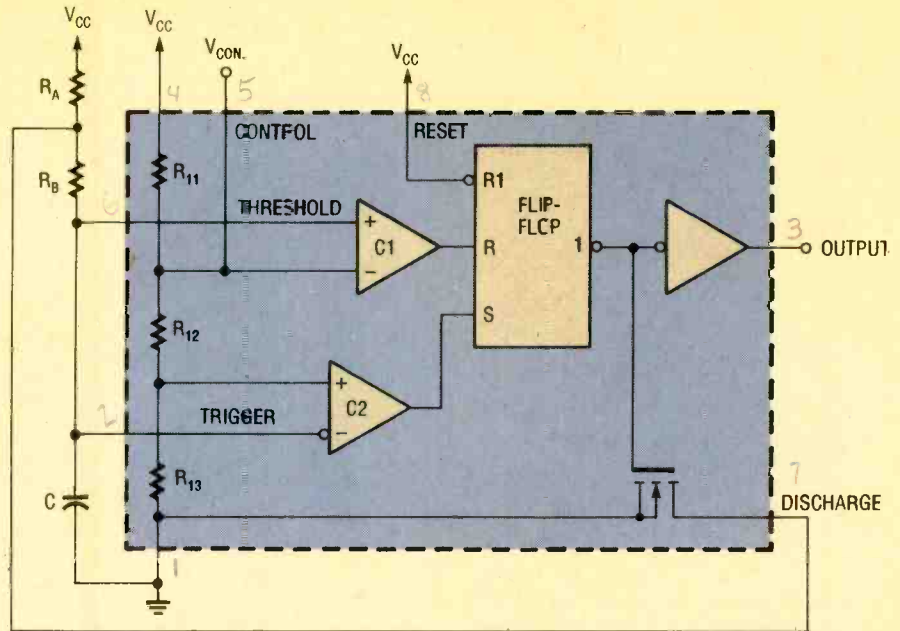 V_CC V_CC V_CON.
V_CC
4 5 8
R_A
CONTFOL RESET
R_B R_11 R1
6 THRESHOLD + FLIP-
FLCP
C1 R 1 3 OUTPUT
−
R_12 S
+
C2
2 TRIGGER −
R_13 7
C DISCHARGE
1